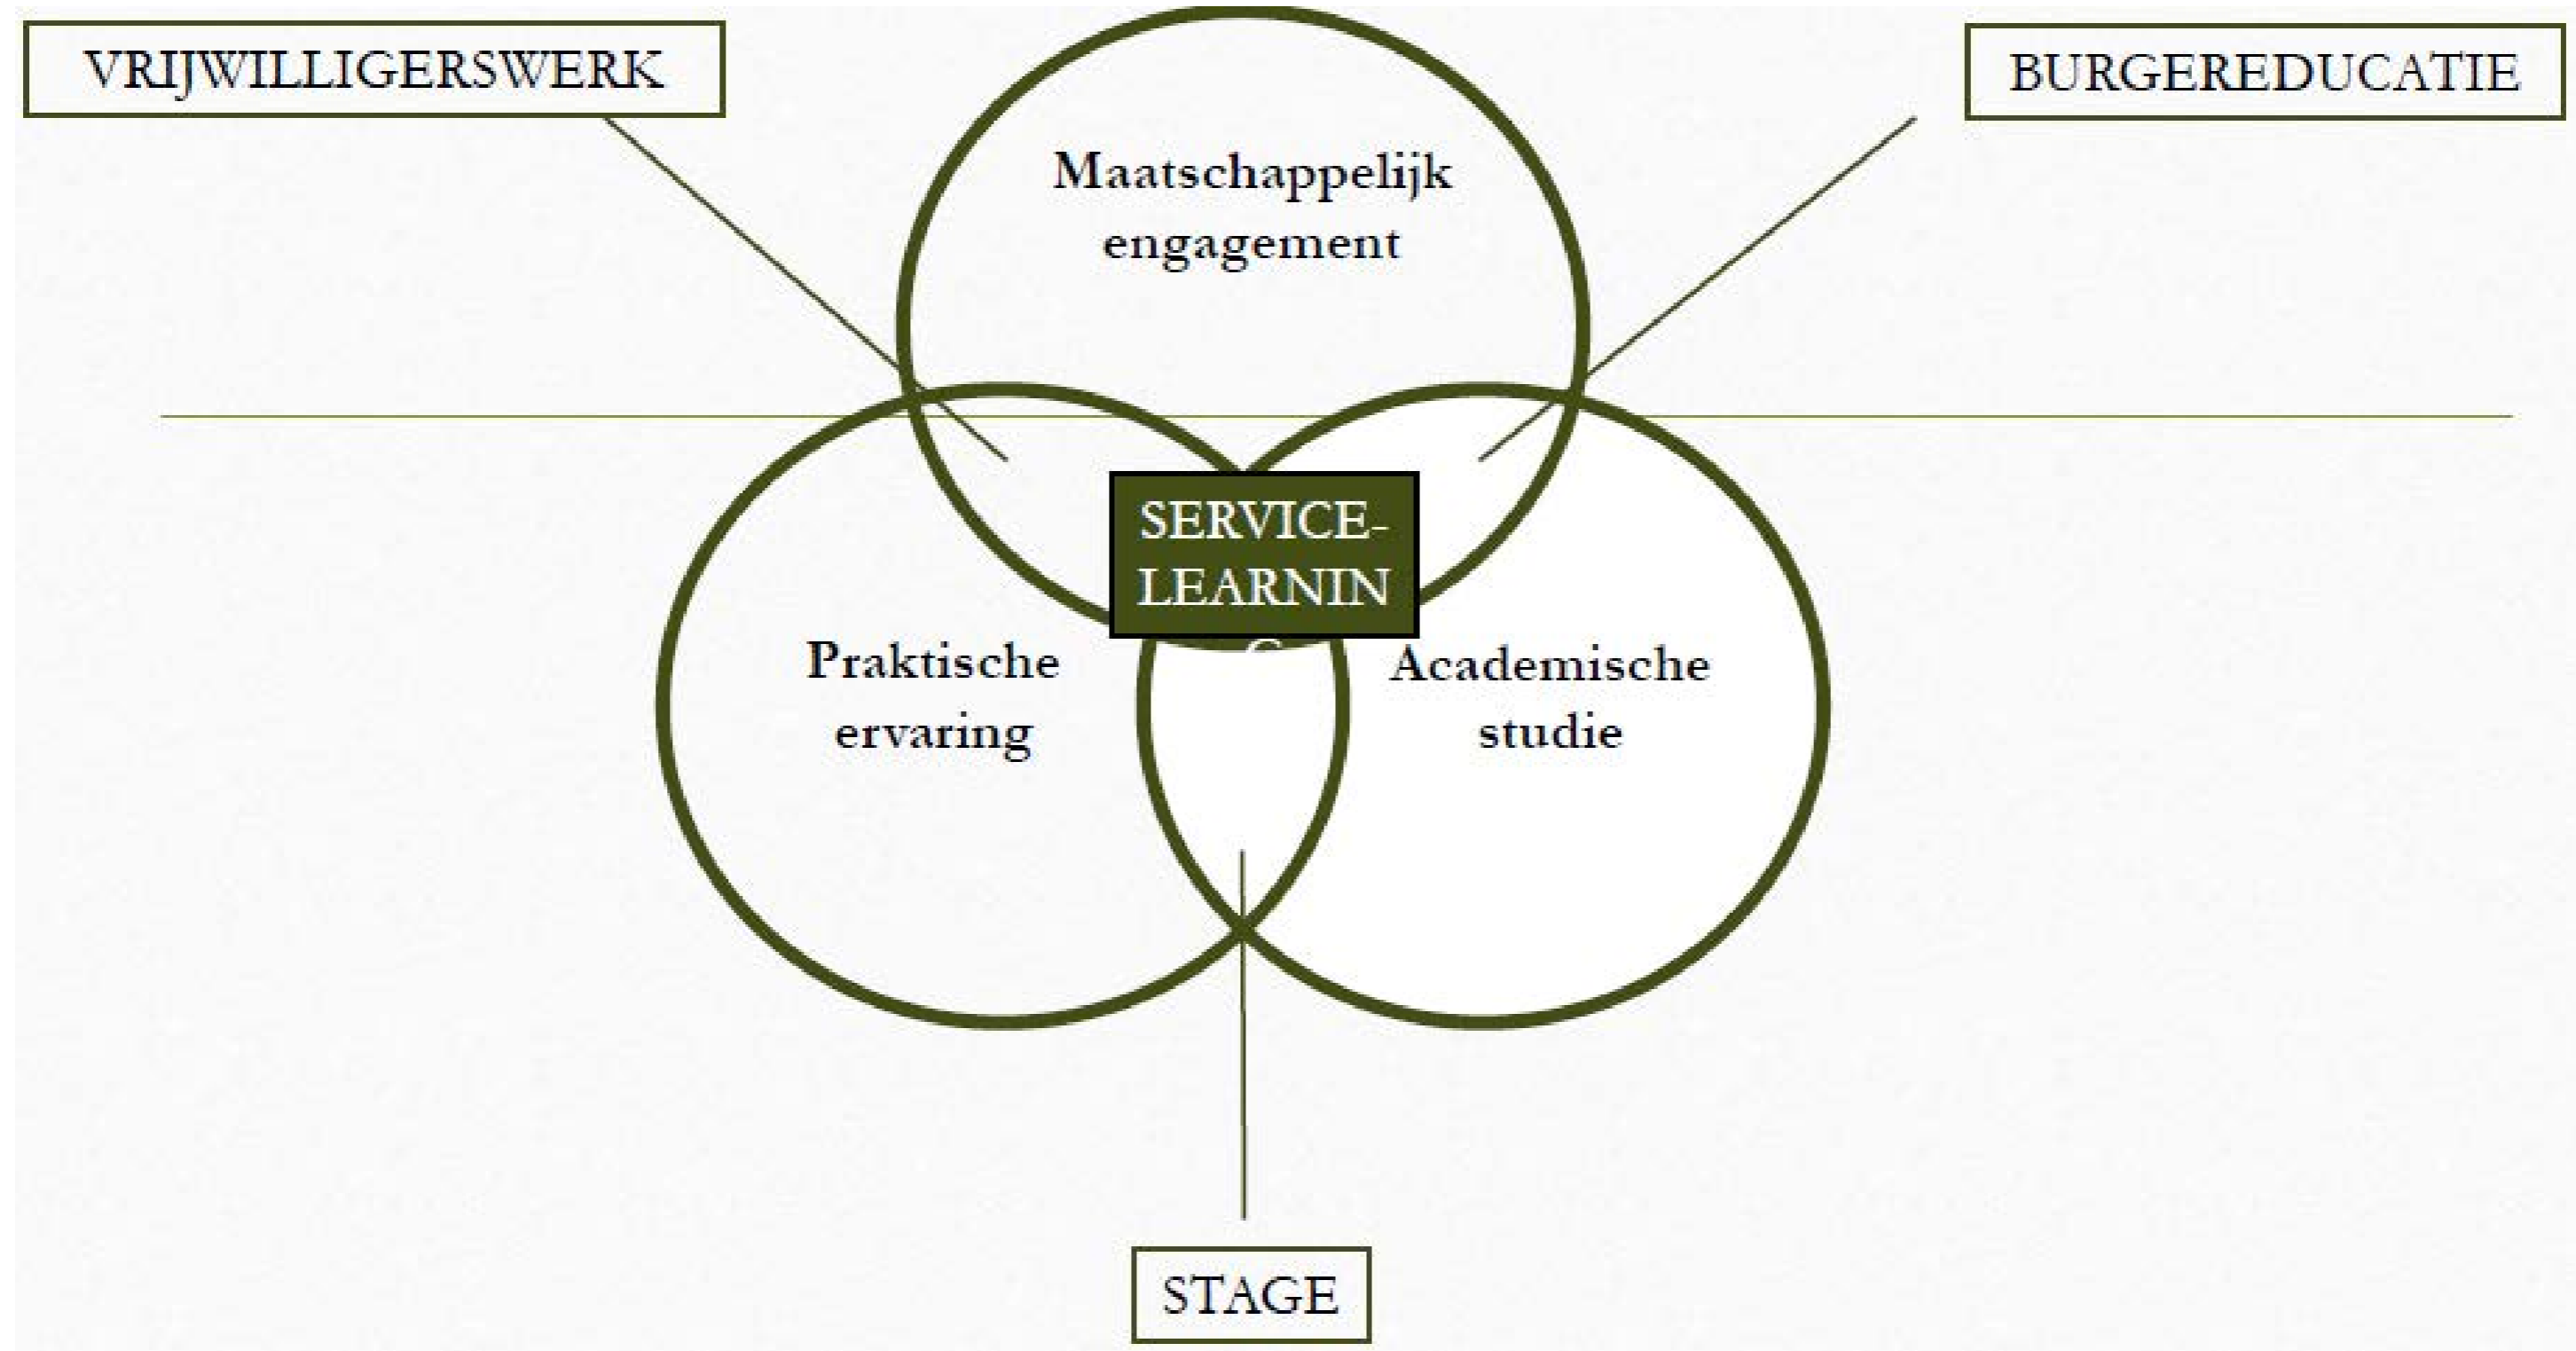 VRIJWILLIGERSWERK
BURGEREDUCATIE
Maatschappelijk
engagement
SERVICE-
LEARNIN
G
Praktische
ervaring
Academische
studie
STAGE